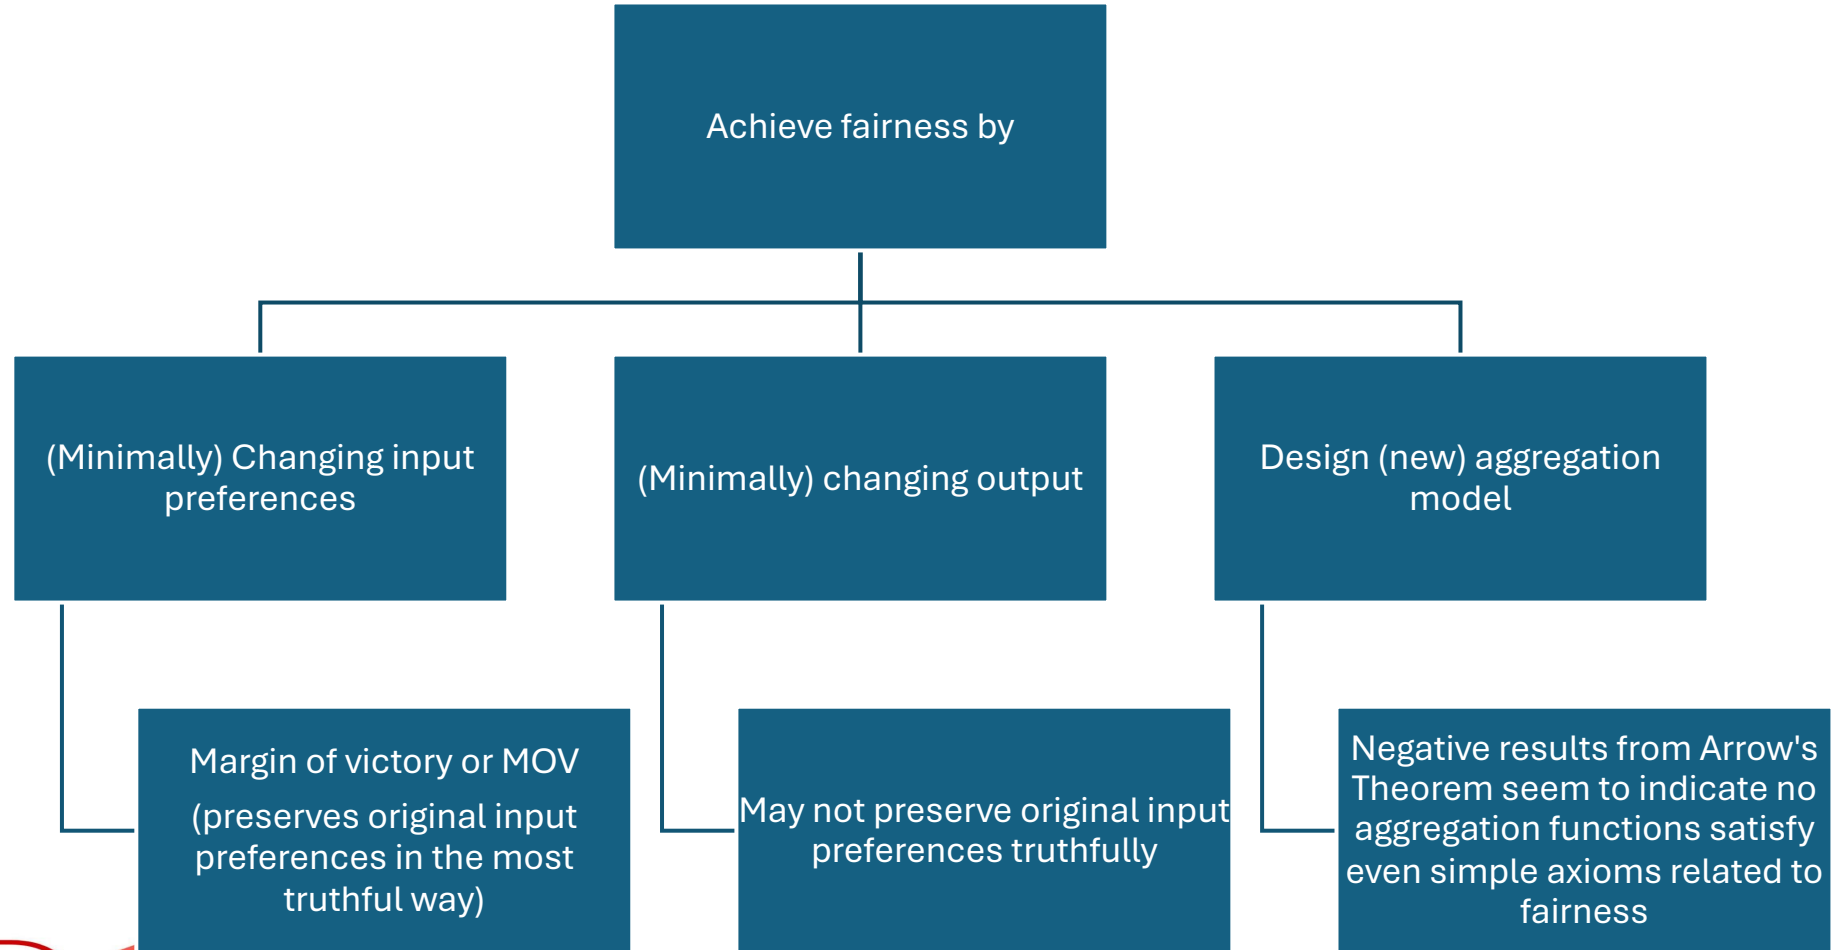 Achieve fairness by
(Minimally) Changing input
preferences
(Minimally) changing output
Design (new) aggregation
model
Margin of victory or MOV
(preserves original input
preferences in the most
truthful way)
May not preserve original input
preferences truthfully
Negative results from Arrow's
Theorem seem to indicate no
aggregation functions satisfy
even simple axioms related to
fairness